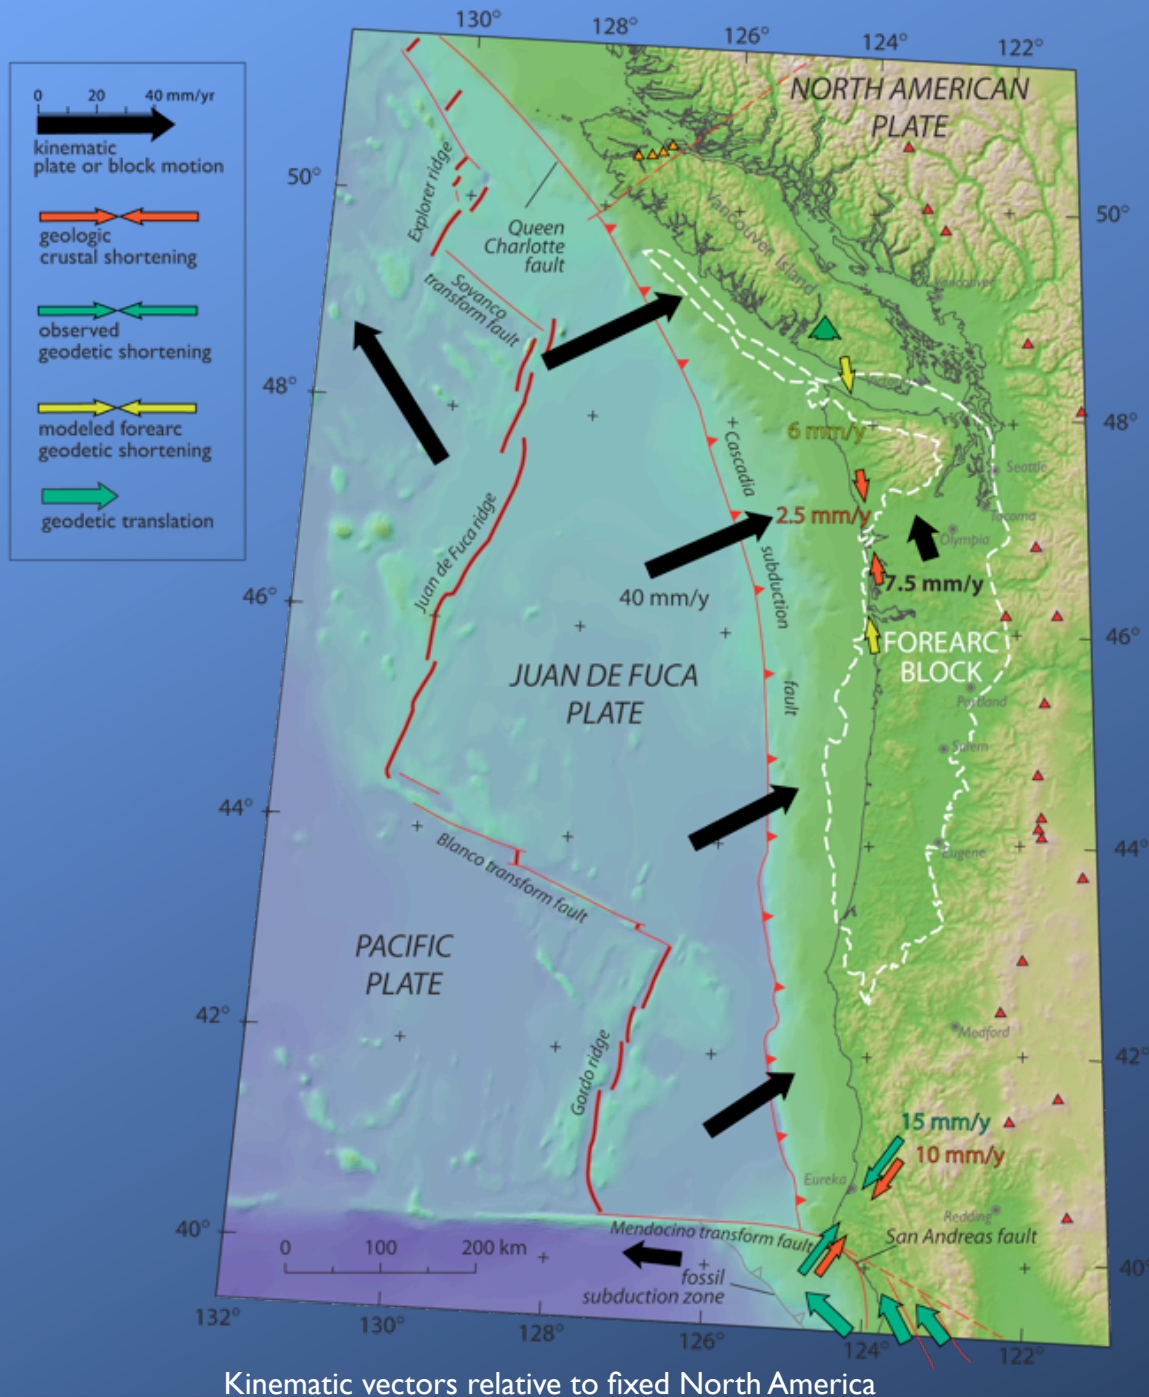 130°
128°
126°
124°
122°
0 20 40 mm/yr
kinematic
plate or block motion
geologic
crustal shortening
observed
geodetic shortening
modeled forearc
geodetic shortening
geodetic translation
NORTH AMERICAN
PLATE
50°
50°
Explorer ridge
Queen
Charlotte
fault
Vancouver Island
Vancouver
Sovanco
transform fault
48°
48°
6 mm/y
Cascadia
subduction
fault
Seattle
Tacoma
Olympia
2.5 mm/y
7.5 mm/y
Juan de Fuca ridge
40 mm/y
46°
46°
FOREARC
BLOCK
JUAN DE FUCA
PLATE
Portland
Salem
44°
44°
Eugene
Blanco transform fault
PACIFIC
PLATE
42°
42°
Medford
Gordo ridge
15 mm/y
10 mm/y
Eureka
Redding
40°
40°
Mendocino transform fault
San Andreas fault
0 100 200 km
fossil
subduction zone
132°
130°
128°
126°
124°
122°
Kinematic vectors relative to fixed North America